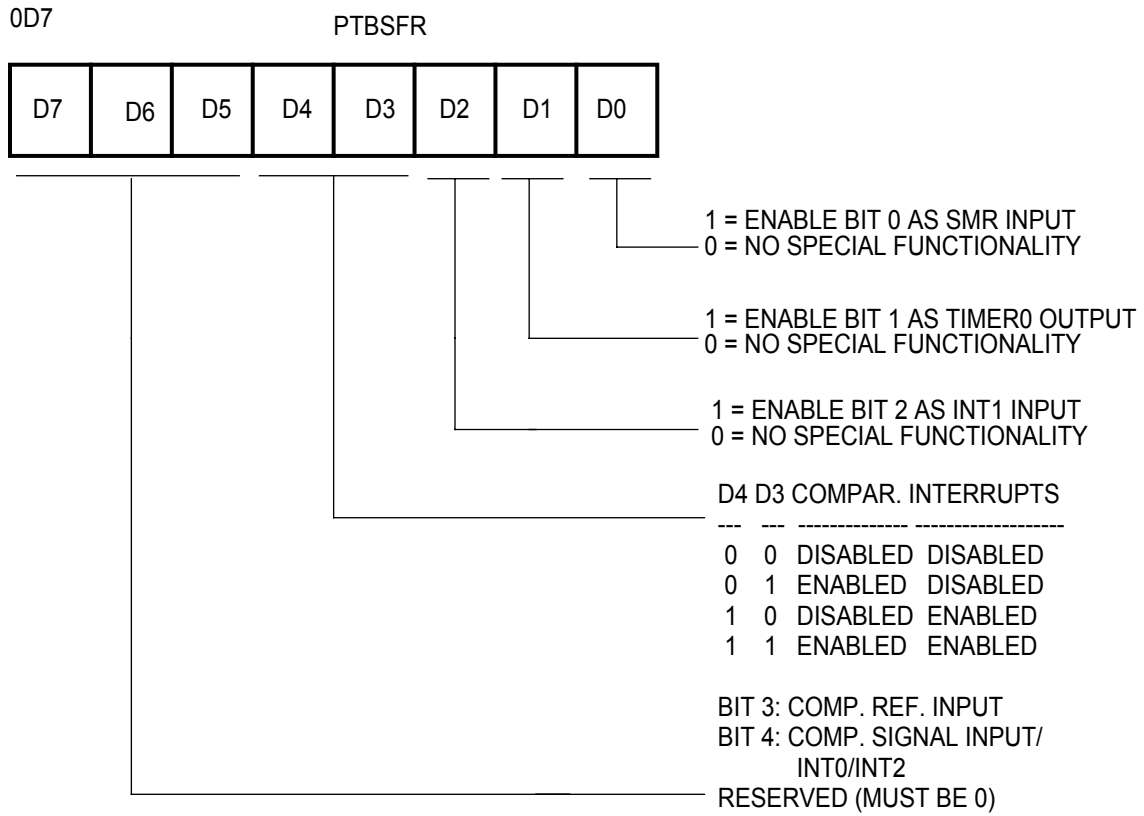 0D7
PTBSFR
D7 D6 D5 D4 D3 D2 D1 D0
1 = ENABLE BIT 0 AS SMR INPUT
0 = NO SPECIAL FUNCTIONALITY
1 = ENABLE BIT 1 AS TIMER0 OUTPUT
0 = NO SPECIAL FUNCTIONALITY
1 = ENABLE BIT 2 AS INT1 INPUT
0 = NO SPECIAL FUNCTIONALITY
D4 D3 COMPAR. INTERRUPTS
--- --- -------------- -------------------
0 0 DISABLED DISABLED
0 1 ENABLED DISABLED
1 0 DISABLED ENABLED
1 1 ENABLED ENABLED
BIT 3: COMP. REF. INPUT
BIT 4: COMP. SIGNAL INPUT/
INT0/INT2
RESERVED (MUST BE 0)